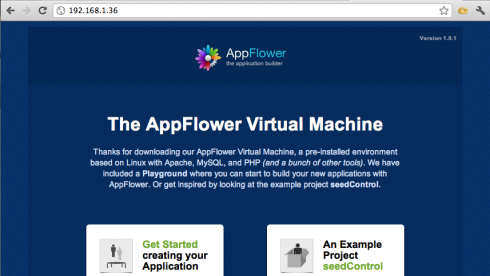 192.168.1.36
Version 1.0.1
AppFlower
the application builder
The AppFlower Virtual Machine
Thanks for downloading our AppFlower Virtual Machine, a pre-installed environment
based on Linux with Apache, MySQL, and PHP (and a bunch of other tools). We have
included a Playground where you can start to build your new applications with
AppFlower. Or get inspired by looking at the example project seedControl.
Get Started
creating your
Application
An Example
Project
seedControl